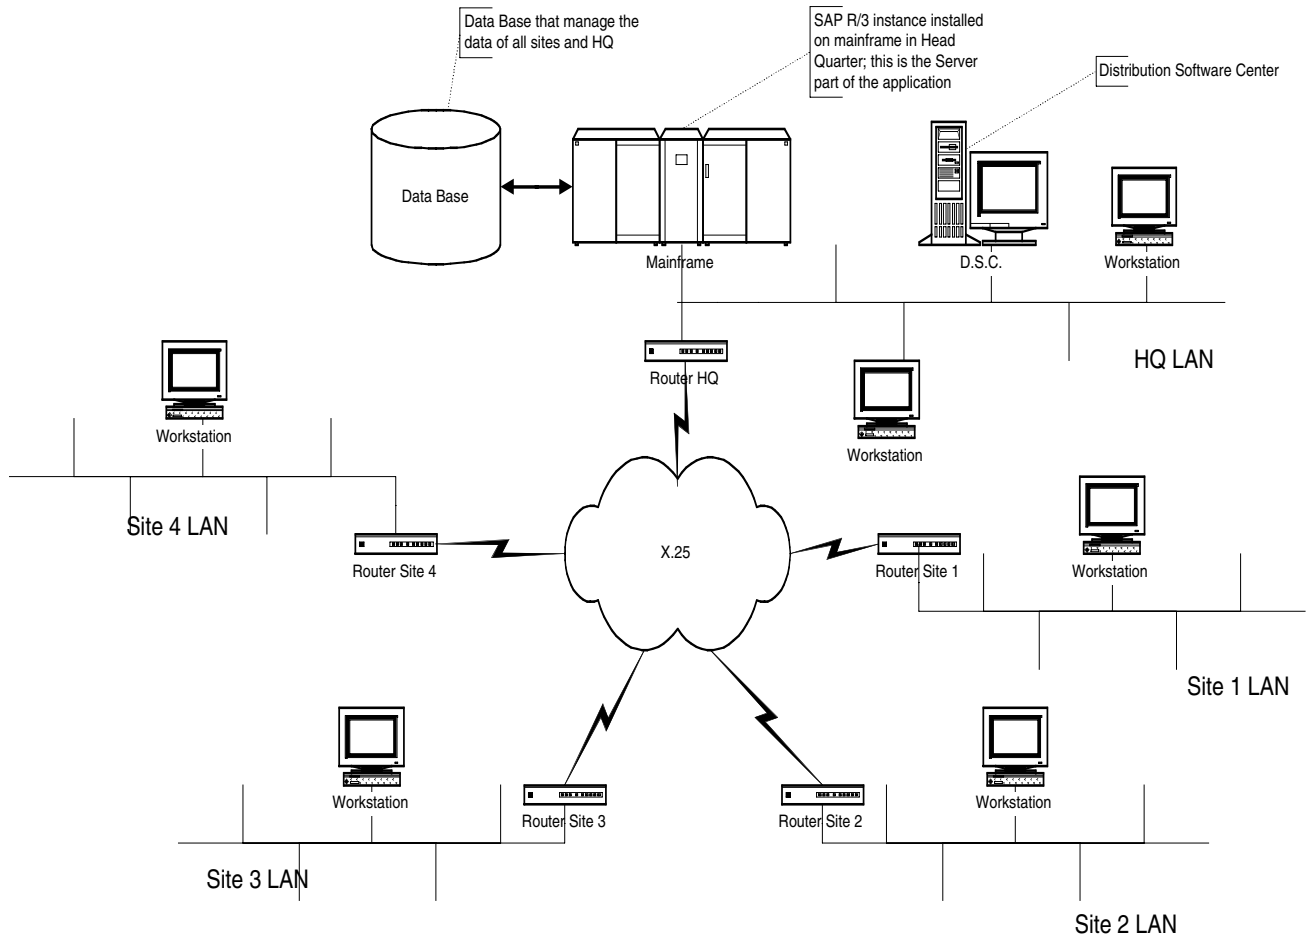 Data Base that manage the
data of all sites and HQ
SAP R/3 instance installed
on mainframe in Head
Quarter; this is the Server
part of the application
Distribution Software Center
Data Base
Mainframe
D.S.C.
Workstation
HQ LAN
Router HQ
Workstation
Workstation
Site 4 LAN
Router Site 4
X.25
Router Site 1
Workstation
Site 1 LAN
Workstation
Router Site 3
Site 3 LAN
Router Site 2
Workstation
Site 2 LAN